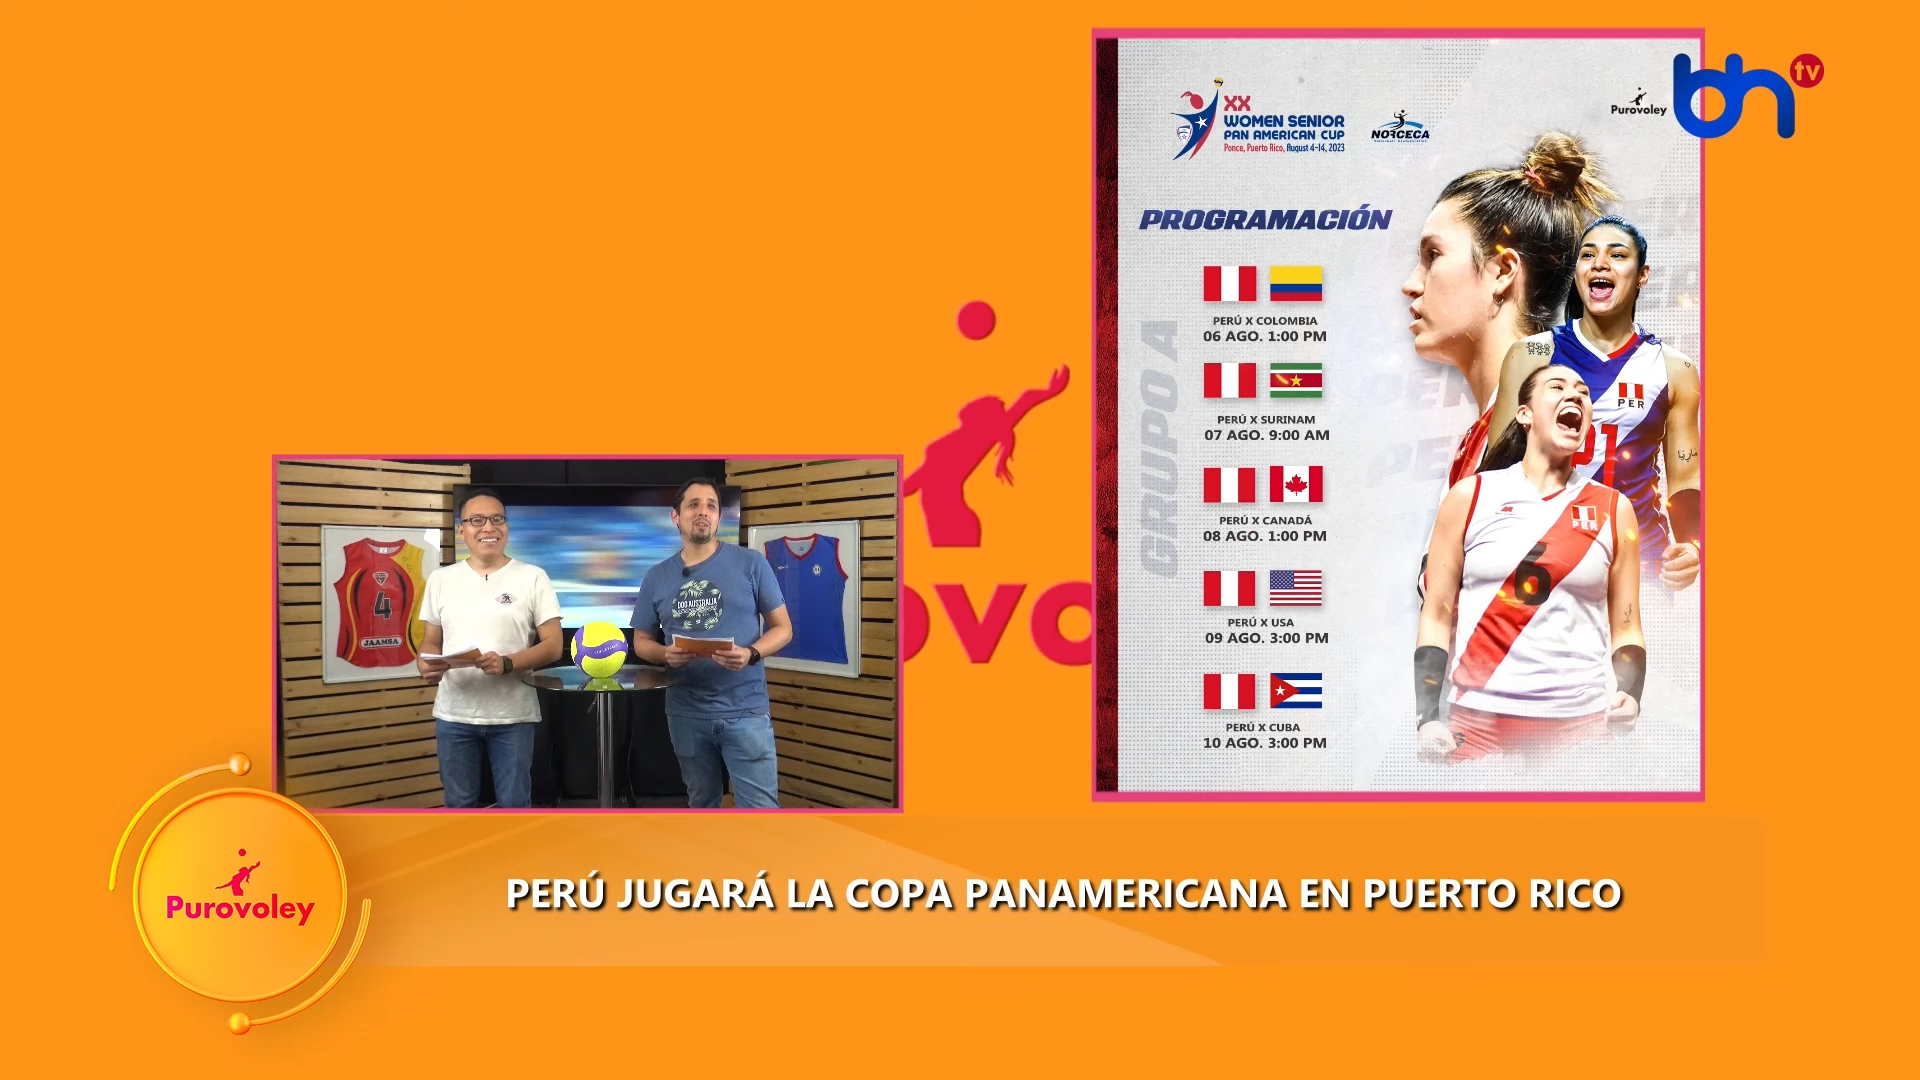 bn tv
Purovoley
XX
WOMEN SENIOR
PAN AMERICAN CUP
Ponce, Puerto Rico, August 4-14, 2023
NORCECA
PROGRAMACIÓN
GRUPO A
PERÚ X COLOMBIA
06 AGO. 1:00 PM
PERÚ X SURINAM
07 AGO. 9:00 AM
PERÚ X CANADÁ
08 AGO. 1:00 PM
PERÚ X USA
09 AGO. 3:00 PM
PERÚ X CUBA
10 AGO. 3:00 PM
PER
21
PER
6
4
JAAMSA
OVO
Purovoley
PERÚ JUGARÁ LA COPA PANAMERICANA EN PUERTO RICO